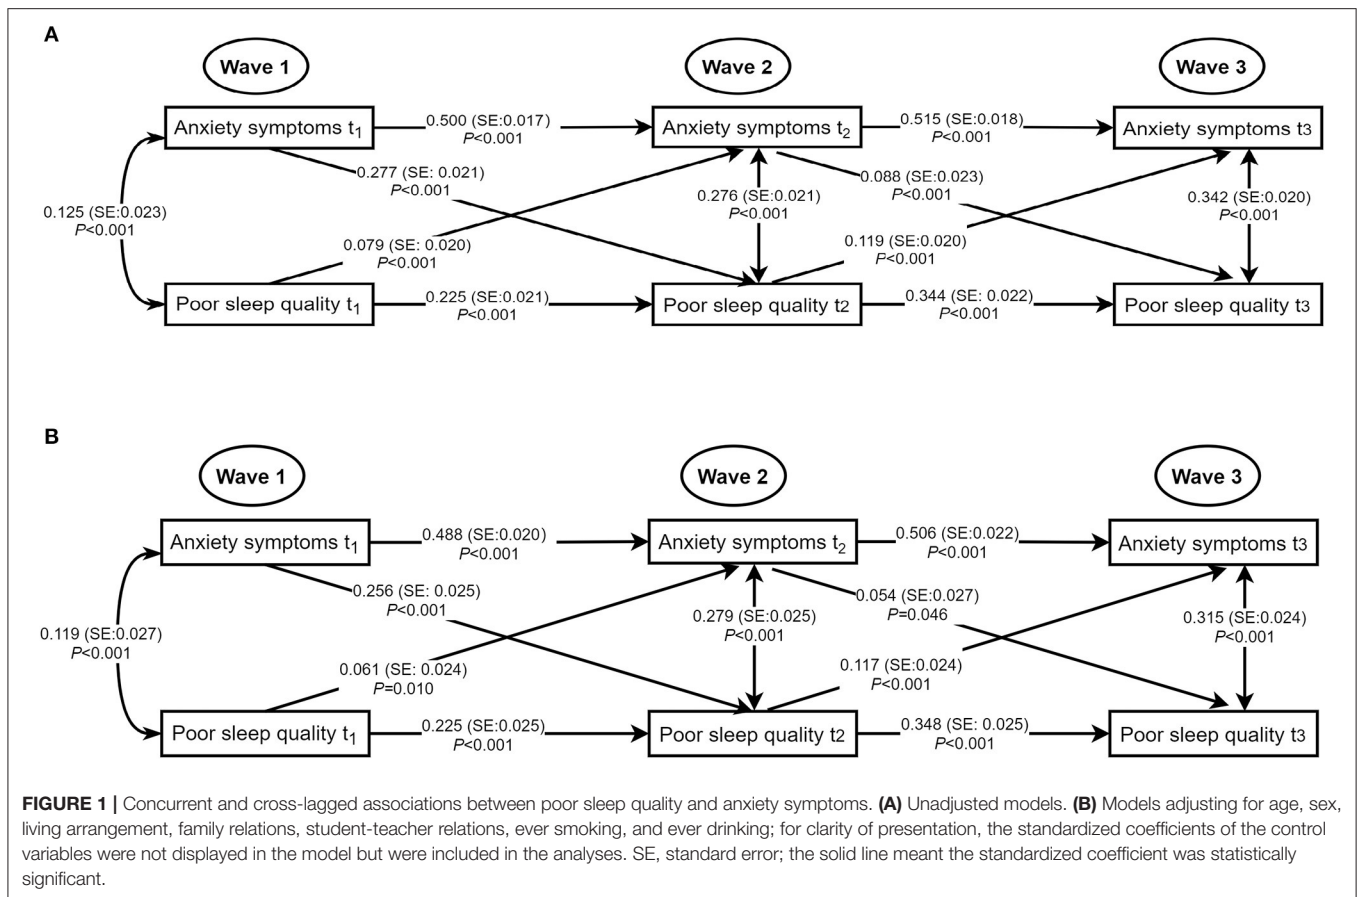 A
Wave 1
Wave 2
Wave 3
Anxiety symptoms t1
0.500 (SE:0.017)
P<0.001
Anxiety symptoms t2
0.515 (SE:0.018)
P<0.001
Anxiety symptoms t3
0.277 (SE: 0.021)
P<0.001
0.276 (SE:0.021)
P<0.001
0.088 (SE:0.023)
P<0.001
0.342 (SE:0.020)
P<0.001
0.125 (SE:0.023)
P<0.001
0.079 (SE: 0.020)
P<0.001
0.119 (SE:0.020)
P<0.001
Poor sleep quality t1
0.225 (SE:0.021)
P<0.001
Poor sleep quality t2
0.344 (SE: 0.022)
P<0.001
Poor sleep quality t3
B
Wave 1
Wave 2
Wave 3
Anxiety symptoms t1
0.488 (SE:0.020)
P<0.001
Anxiety symptoms t2
0.506 (SE:0.022)
P<0.001
Anxiety symptoms t3
0.256 (SE: 0.025)
P<0.001
0.279 (SE:0.025)
P<0.001
0.054 (SE:0.027)
P=0.046
0.315 (SE:0.024)
P<0.001
0.119 (SE:0.027)
P<0.001
0.061 (SE: 0.024)
P=0.010
0.117 (SE:0.024)
P<0.001
Poor sleep quality t1
0.225 (SE:0.025)
P<0.001
Poor sleep quality t2
0.348 (SE: 0.025)
P<0.001
Poor sleep quality t3
FIGURE 1 | Concurrent and cross-lagged associations between poor sleep quality and anxiety symptoms. (A) Unadjusted models. (B) Models adjusting for age, sex,
living arrangement, family relations, student-teacher relations, ever smoking, and ever drinking; for clarity of presentation, the standardized coefficients of the control
variables were not displayed in the model but were included in the analyses. SE, standard error; the solid line meant the standardized coefficient was statistically
significant.